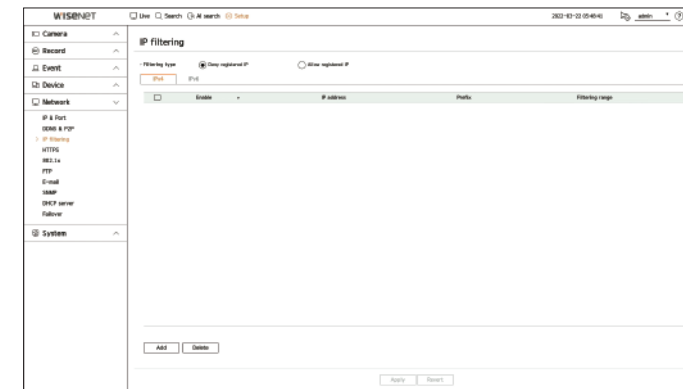 WISENET
Live Search AI search Setup 2022-03-22 05:48:41 admin
Camera
Record
Event
Device
Network
IP & Port
DDNS & P2P
IP filtering
HTTPS
802.1x
FTP
E-mail
SNMP
DHCP server
Failover
System
IP filtering
Filtering type Deny registered IP Allow registered IP
IPv4 IPv6
Enable IP address Prefix Filtering range
Add Delete
Apply Revert